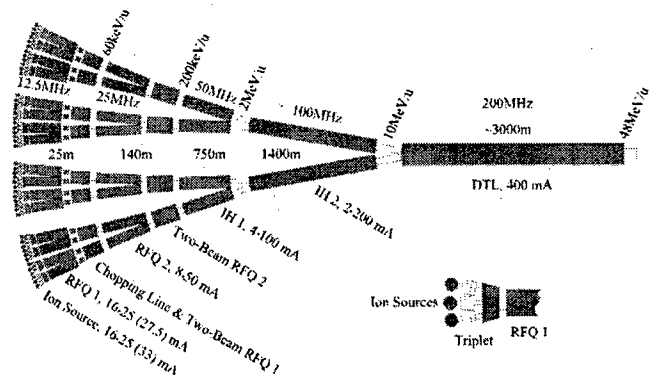 60keV/u
200keV/u
2MeV/u
10MeV/u
48MeV/u
12.5MHz
25MHz
50MHz
100MHz
200MHz
~3000m
25m
140m
750m
1400m
DTL, 400 mA
IH 2, 2-200 mA
IH 1, 4-100 mA
Two-Beam RFQ 2
RFQ 2, 8-50 mA
Chopping Line & Two-Beam RFQ 1
RFQ 1, 16-25 (27.5) mA
Ion Source, 16-25 (33) mA
Ion Sources
Triplet
RFQ 1